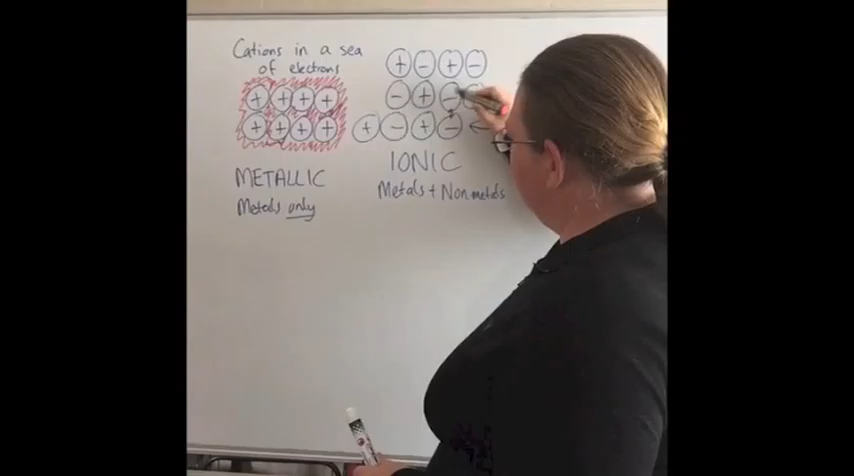 Cations in a sea
of electrons
+ + + +
+ + + +
METALLIC
Metals only
+ - + -
- + -
+ - + - ←
IONIC
Metals + Non metals